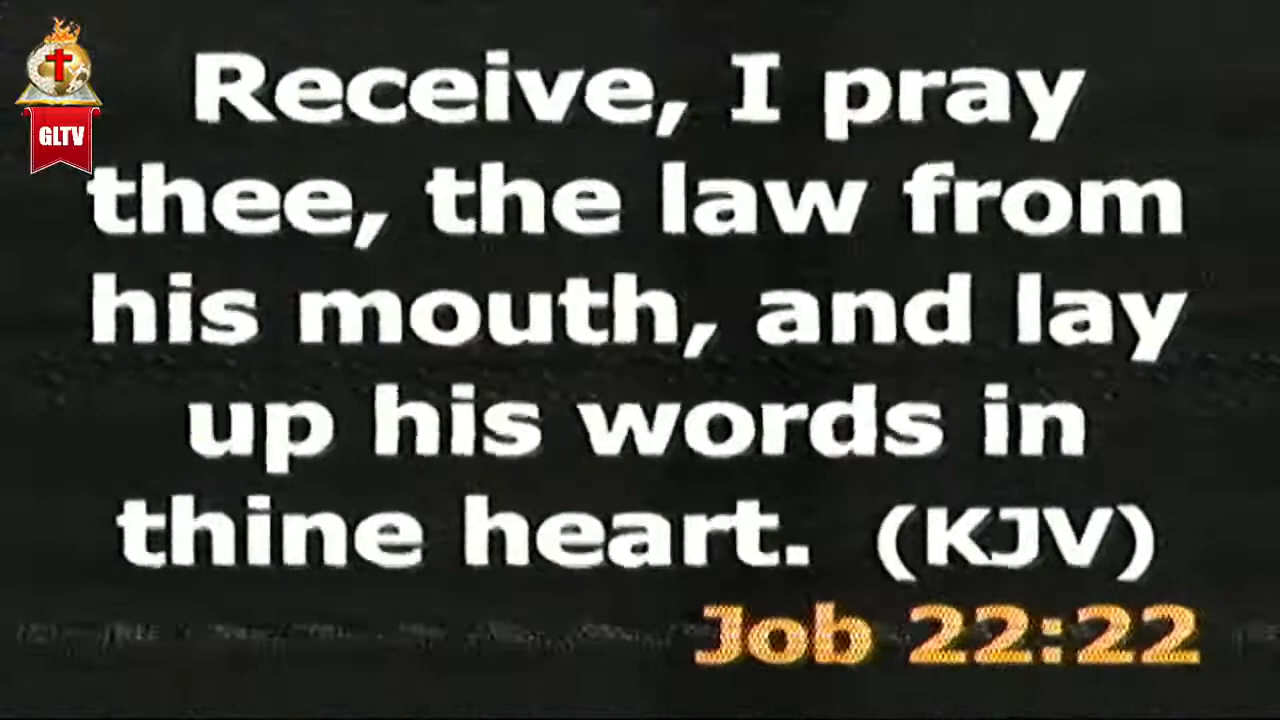 GLTV
Receive, I pray
thee, the law from
his mouth, and lay
up his words in
thine heart. (KJV)
Job 22:22